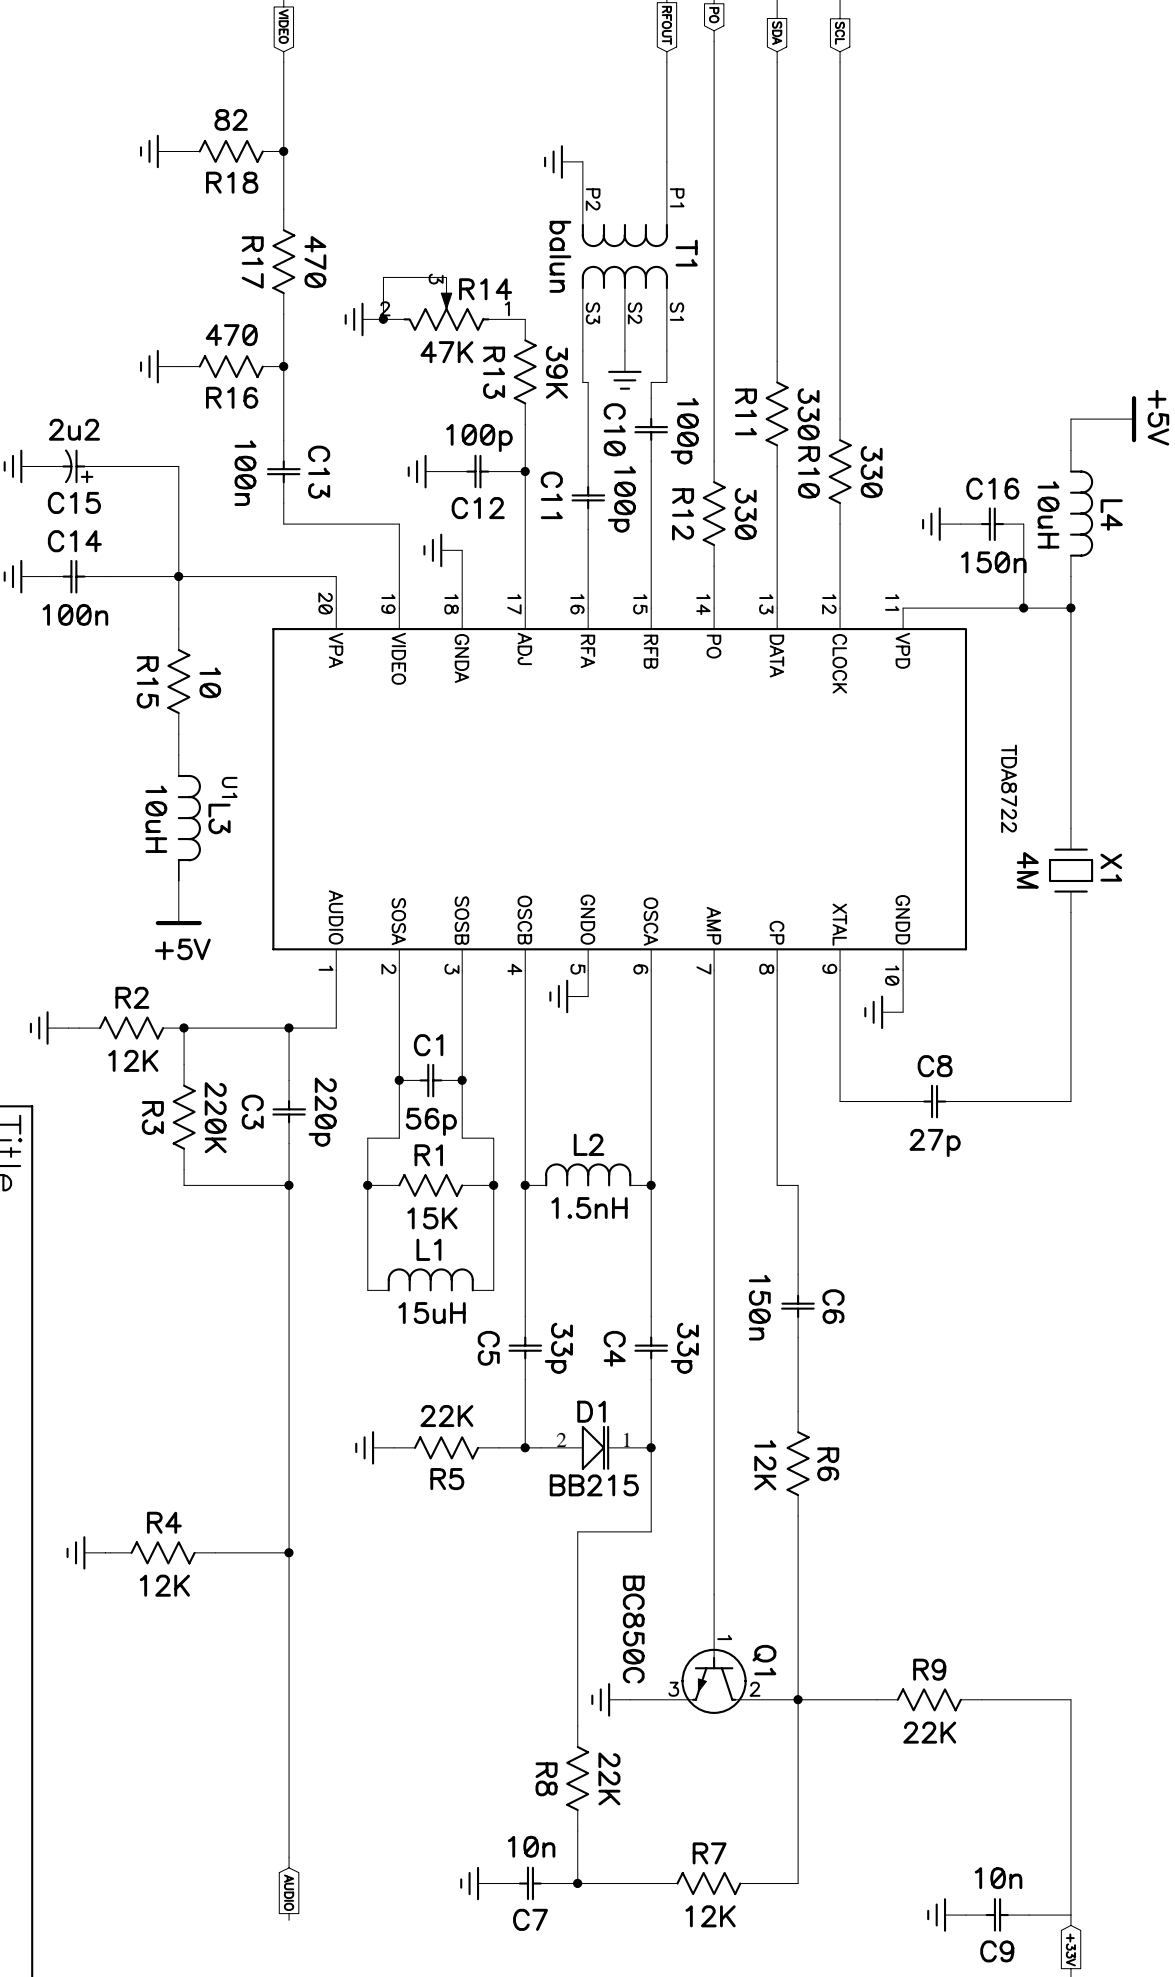 VIDEO
RFOUT
PO
SDA
SCL
82
R18
470
R17
470
R16
P2
P1
balun
T1
S3
S2
S1
3
R14
2
1
47K
R13
39K
100p
C12
C13
100n
C11
C10
100p
100p
R12
330
R11
330
R10
330
+5V
L4
10uH
C16
150n
2u2
+
C15
C14
100n
20
19
18
17
16
15
14
13
12
11
VPA
VIDEO
GNDA
ADJ
RFA
RFB
PO
DATA
CLOCK
VPD
10
R15
U1
L3
10uH
+5V
TDA8722
X1
4M
AUDIO
SOSA
SOSB
OSCB
GNDO
OSCA
AMP
CP
XTAL
GNDD
1
2
3
4
5
6
7
8
9
10
R2
12K
220K
R3
C3
220p
C1
56p
R1
15K
L1
15uH
L2
1.5nH
C8
27p
C6
150n
C5
33p
C4
33p
Title
22K
R5
D1
2
1
BB215
R6
12K
R4
12K
BC850C
1
Q1
3
2
R9
22K
22K
R8
R7
12K
10n
C7
10n
C9
AUDIO
+33V